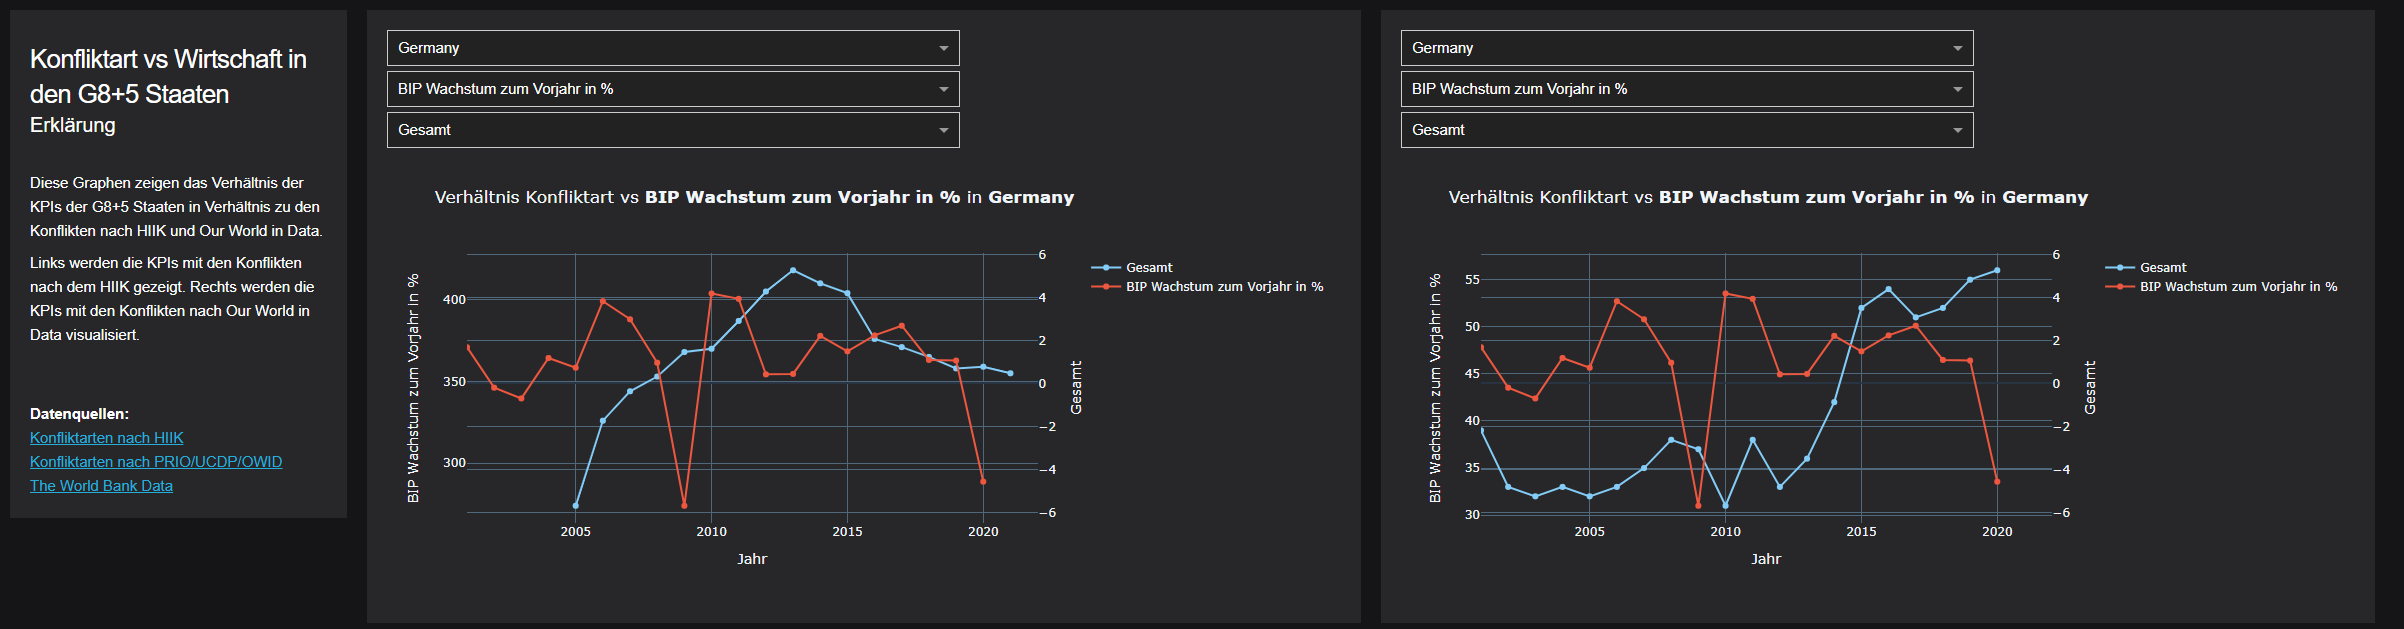 Konfliktart vs Wirtschaft in
den G8+5 Staaten
Erklärung
Diese Graphen zeigen das Verhältnis der
KPIs der G8+5 Staaten in Verhältnis zu den
Konflikten nach HIIK und Our World in Data.
Links werden die KPIs mit den Konflikten
nach dem HIIK gezeigt. Rechts werden die
KPIs mit den Konflikten nach Our World in
Data visualisiert.
Datenquellen:
Konfliktarten nach HIIK
Konfliktarten nach PRIO/UCDP/OWID
The World Bank Data
Germany
BIP Wachstum zum Vorjahr in %
Gesamt
Verhältnis Konfliktart vs BIP Wachstum zum Vorjahr in % in Germany
BIP Wachstum zum Vorjahr in %
400
350
300
6
4
2
0
−2
−4
−6
Gesamt
2005 2010 2015 2020
Jahr
Gesamt
BIP Wachstum zum Vorjahr in %
Germany
BIP Wachstum zum Vorjahr in %
Gesamt
Verhältnis Konfliktart vs BIP Wachstum zum Vorjahr in % in Germany
BIP Wachstum zum Vorjahr in %
55
50
45
40
35
30
6
4
2
0
−2
−4
−6
Gesamt
2005 2010 2015 2020
Jahr
Gesamt
BIP Wachstum zum Vorjahr in %